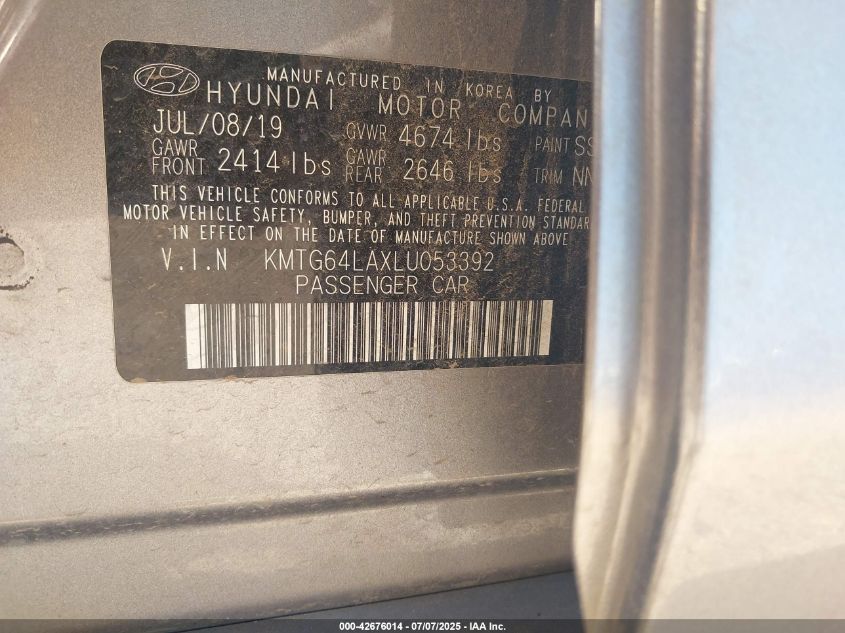 MANUFACTURED IN KOREA BY
HYUNDAI MOTOR COMPAN
JUL/08/19 GVWR 4674 lbs PAINT SS
GAWR FRONT 2414 lbs GAWR REAR 2646 lbs TRIM NN
THIS VEHICLE CONFORMS TO ALL APPLICABLE U.S.A. FEDERAL
MOTOR VEHICLE SAFETY, BUMPER, AND THEFT PREVENTION STANDAR
IN EFFECT ON THE DATE OF MANUFACTURE SHOWN ABOVE
V.I.N KMTG64LAXLU053392
PASSENGER CAR
000-42676014 - 07/07/2025 - IAA Inc.